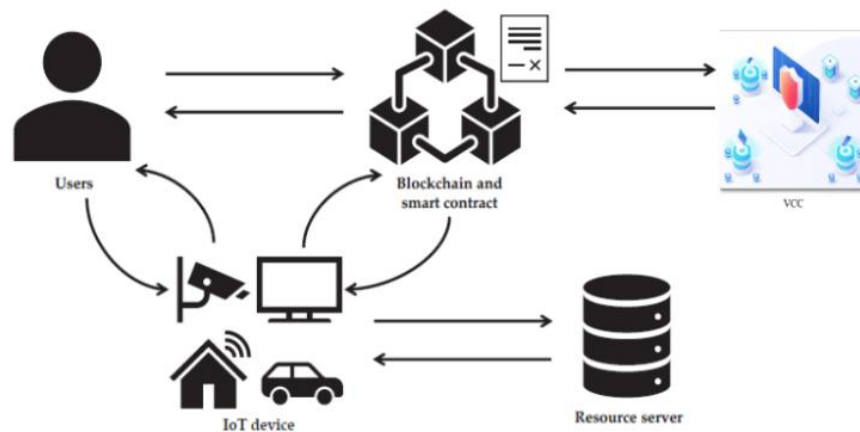 Users
Blockchain and
smart contract
VCC
IoT device
Resource server